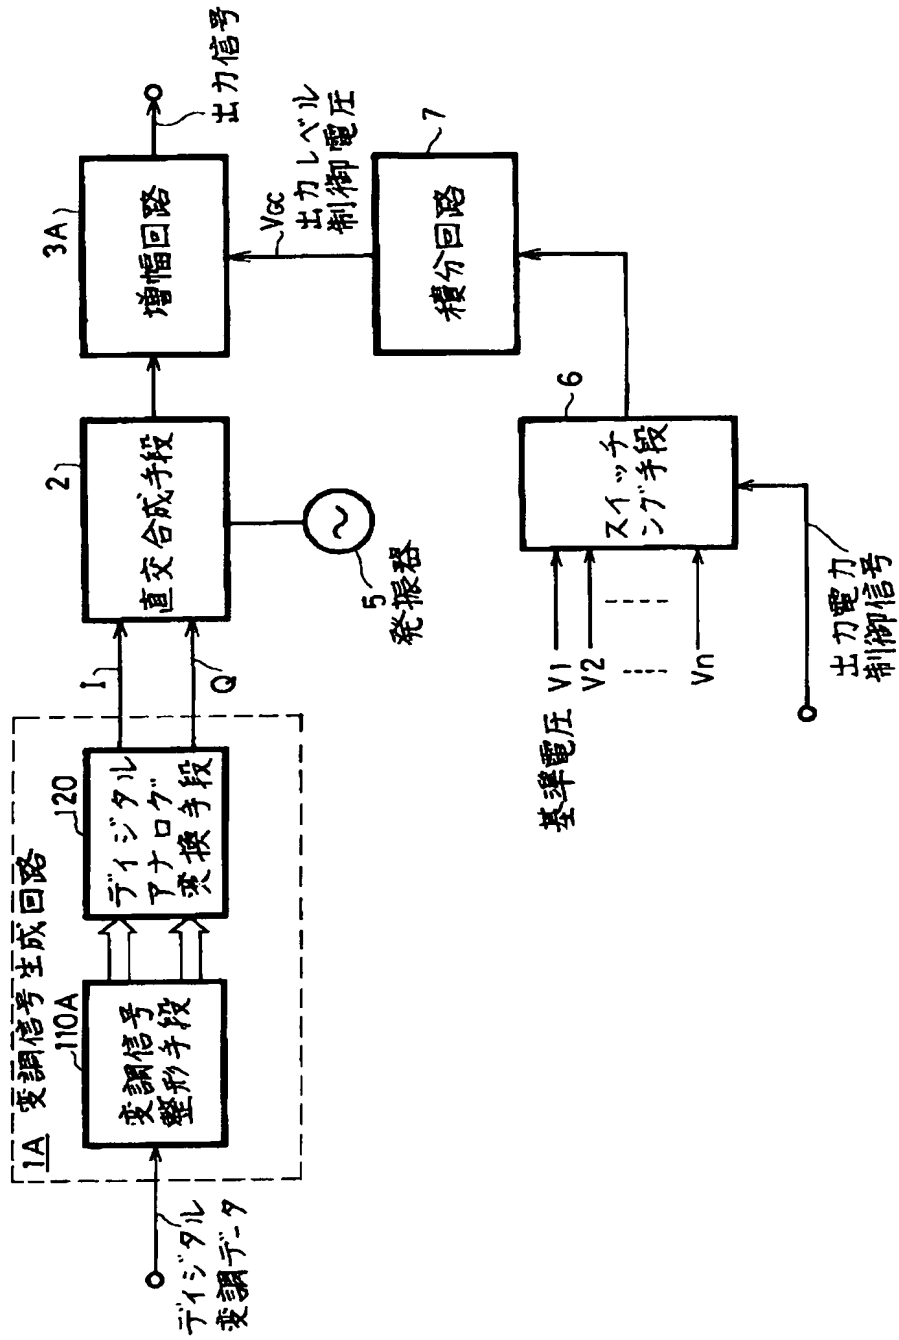 1A 変調信号生成回路
ディジタル
変調データ
110A
変調信号
整形手段
120
ディジタル
アナログ
変換手段
I
Q
2
直交合成手段
5
発振器
3A
増幅回路
出力信号
VGC
出力レベル
制御電圧
7
積分回路
6
スイッチ
ング手段
基準電圧
V1
V2
Vn
出力電力
制御信号